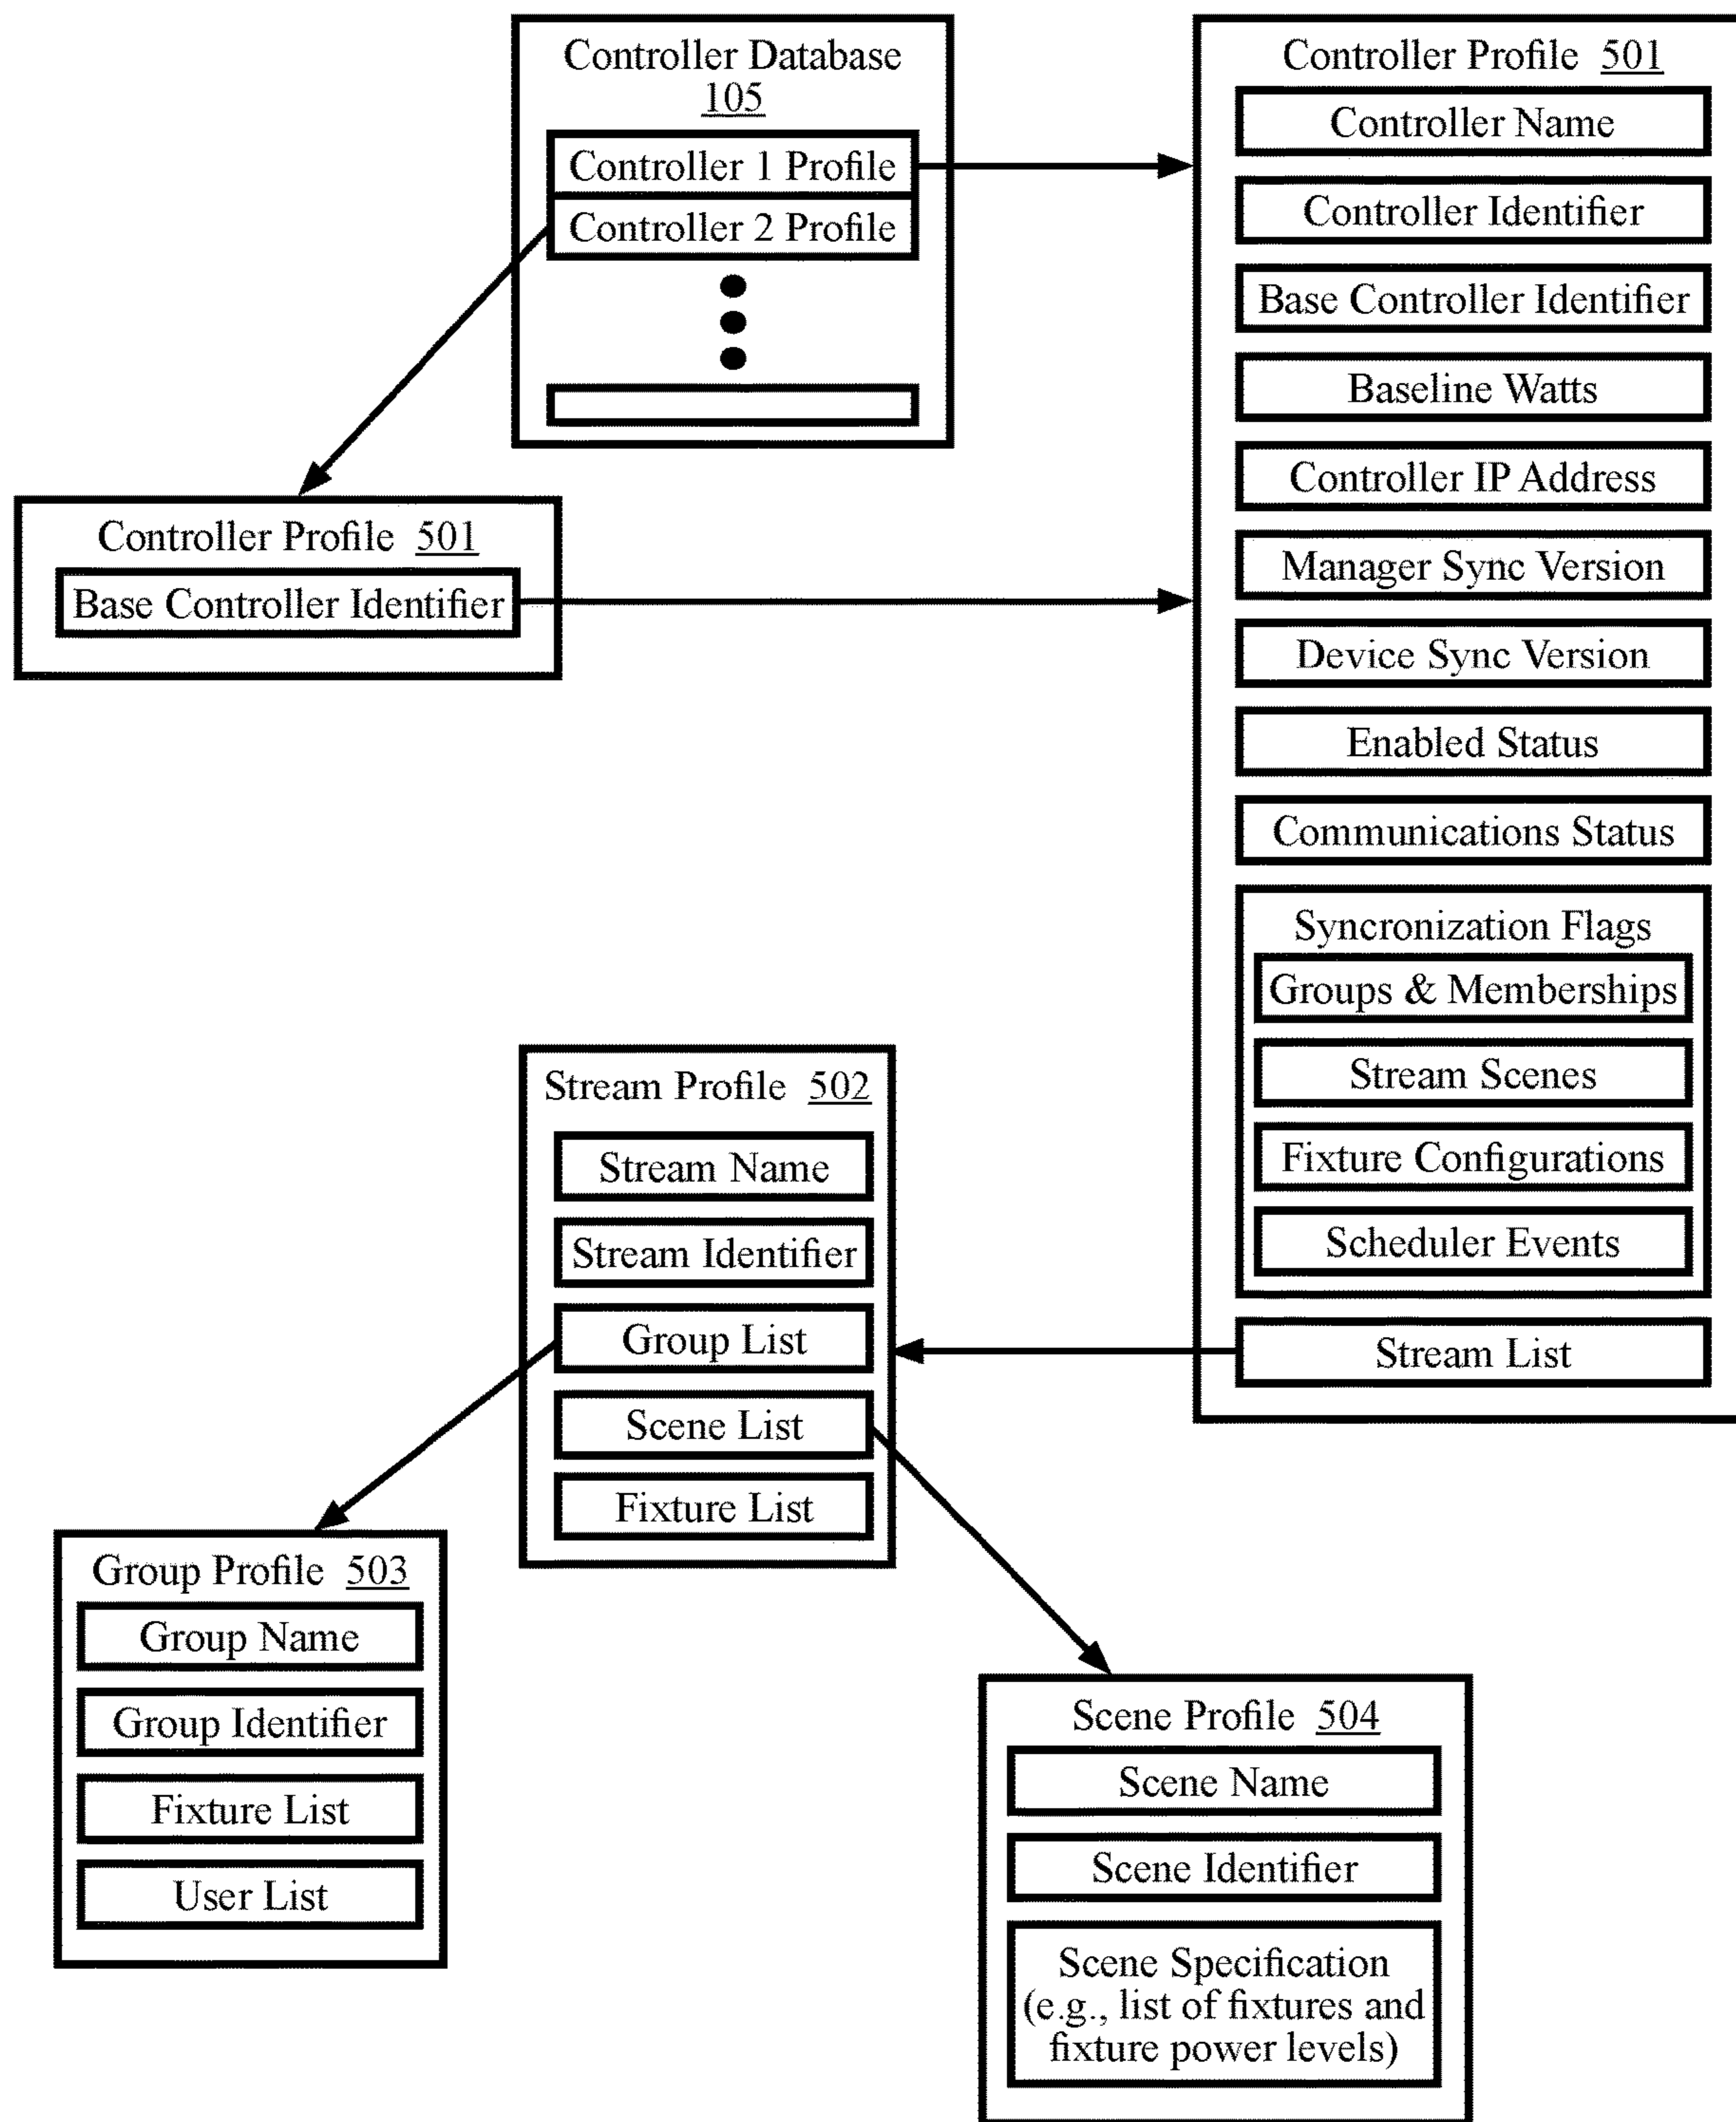 Controller Database
105
Controller 1 Profile
Controller 2 Profile
Controller Profile 501
Base Controller Identifier
Controller Profile 501
Controller Name
Controller Identifier
Base Controller Identifier
Baseline Watts
Controller IP Address
Manager Sync Version
Device Sync Version
Enabled Status
Communications Status
Syncronization Flags
Groups & Memberships
Stream Scenes
Fixture Configurations
Scheduler Events
Stream List
Stream Profile 502
Stream Name
Stream Identifier
Group List
Scene List
Fixture List
Group Profile 503
Group Name
Group Identifier
Fixture List
User List
Scene Profile 504
Scene Name
Scene Identifier
Scene Specification
(e.g., list of fixtures and
fixture power levels)